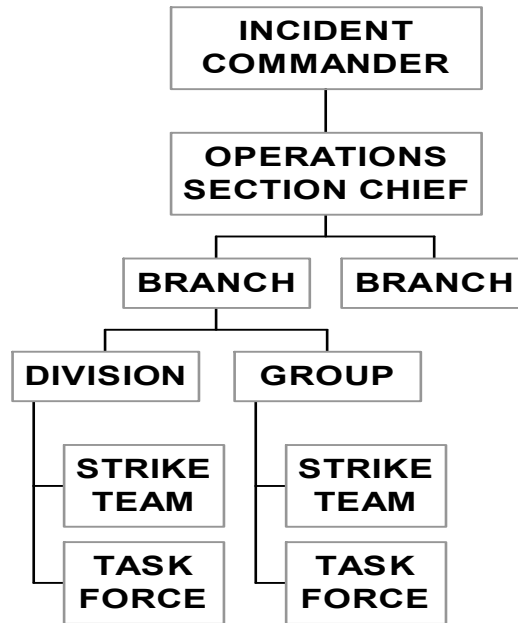 INCIDENT
COMMANDER
OPERATIONS
SECTION CHIEF
BRANCH
BRANCH
DIVISION
GROUP
STRIKE
TEAM
STRIKE
TEAM
TASK
FORCE
TASK
FORCE